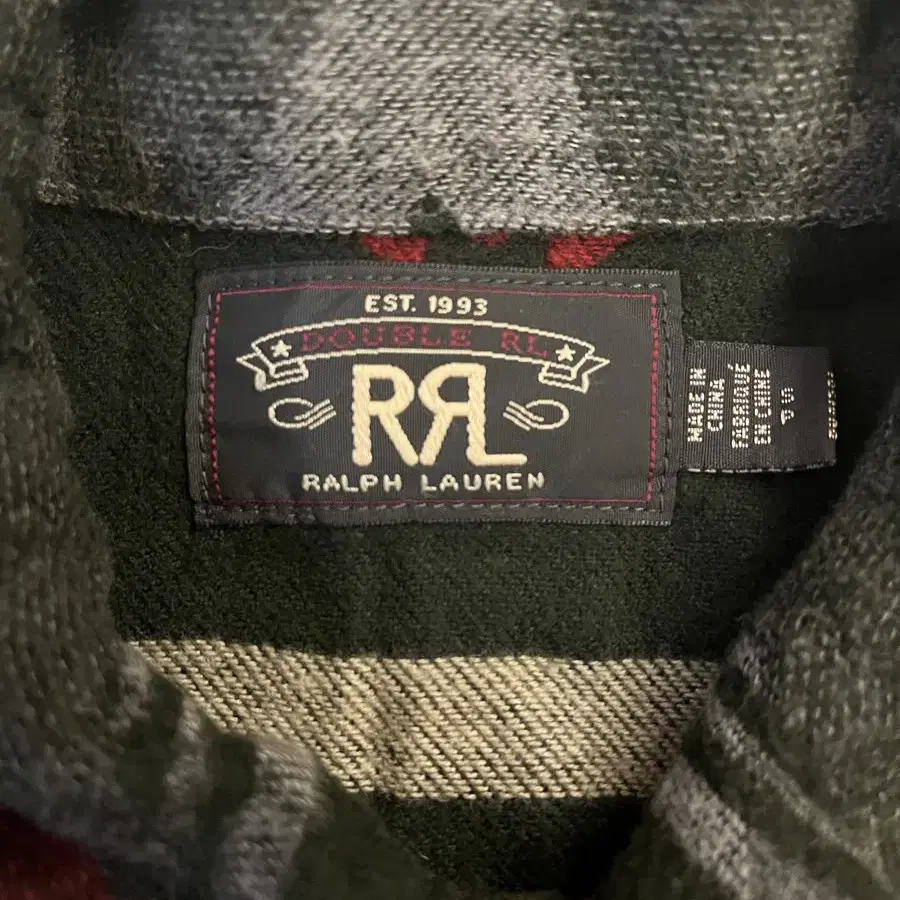 EST. 1993
DOUBLE RL
RRL
RALPH LAUREN
MADE IN
CHINA
FABRIQUÉ
EN CHINE